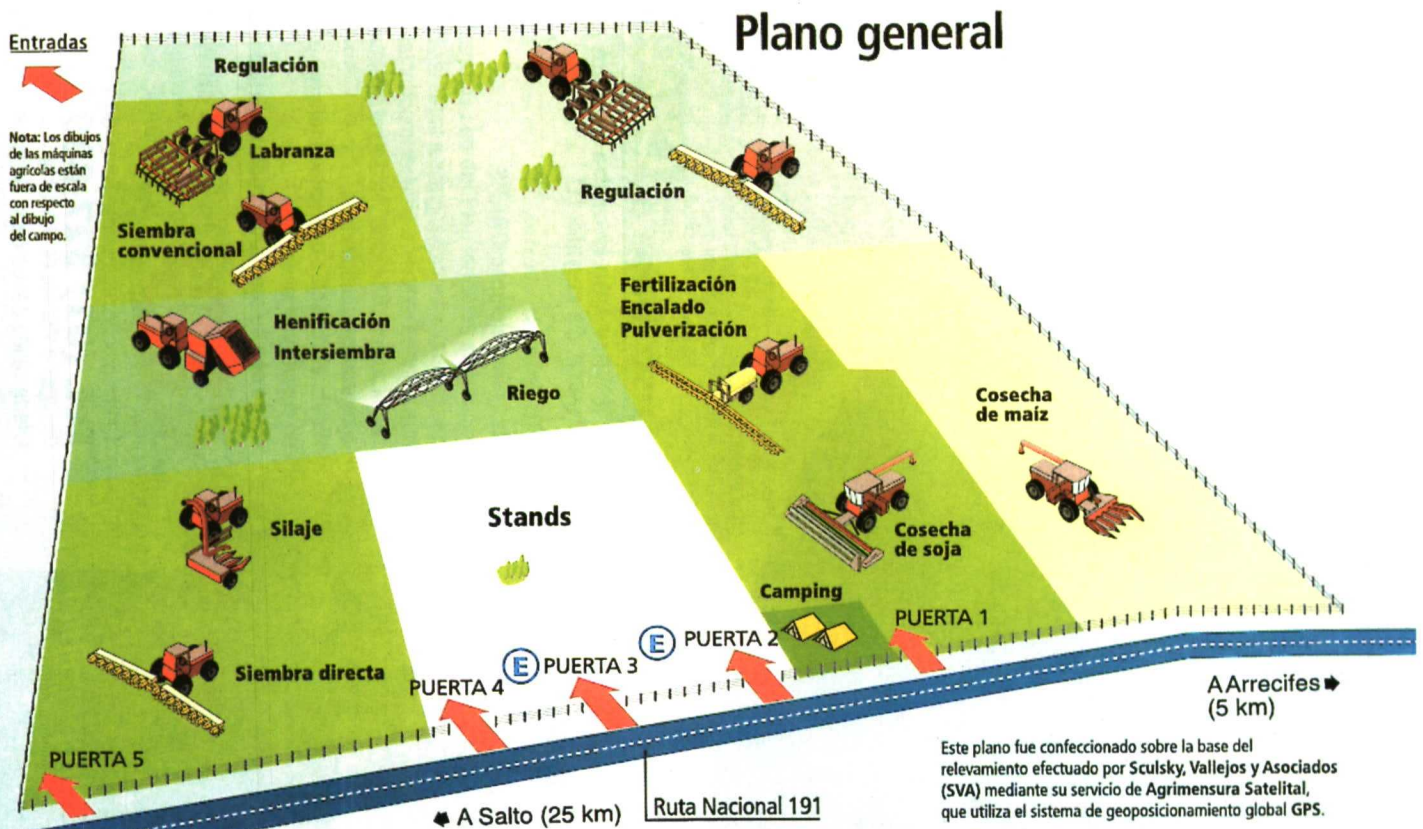 Plano general
Entradas
Nota: Los dibujos
de las máquinas
agrícolas están
fuera de escala
con respecto
al dibujo
del campo.
Regulación
Labranza
Siembra
convencional
Regulación
Henificación
Intersiembra
Riego
Fertilización
Encalado
Pulverización
Cosecha
de maíz
Silaje
Stands
Cosecha
de soja
Camping
Siembra directa
PUERTA 1
E PUERTA 2
E PUERTA 3
PUERTA 4
PUERTA 5
A Arrecifes
(5 km)
A Salto (25 km)
Ruta Nacional 191
Este plano fue confeccionado sobre la base del
relevamiento efectuado por Sculsky, Vallejos y Asociados
(SVA) mediante su servicio de Agrimensura Satelital,
que utiliza el sistema de geoposicionamiento global GPS.